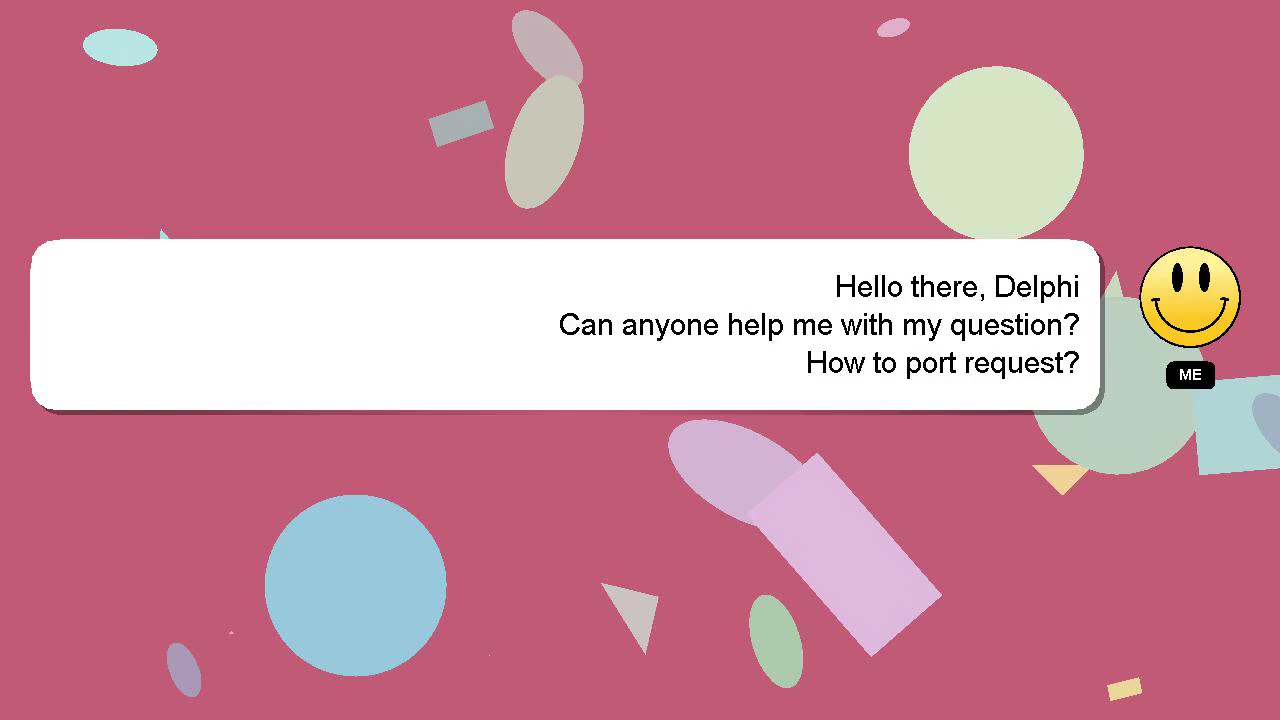 Hello there, Delphi
Can anyone help me with my question?
How to port request?
ME